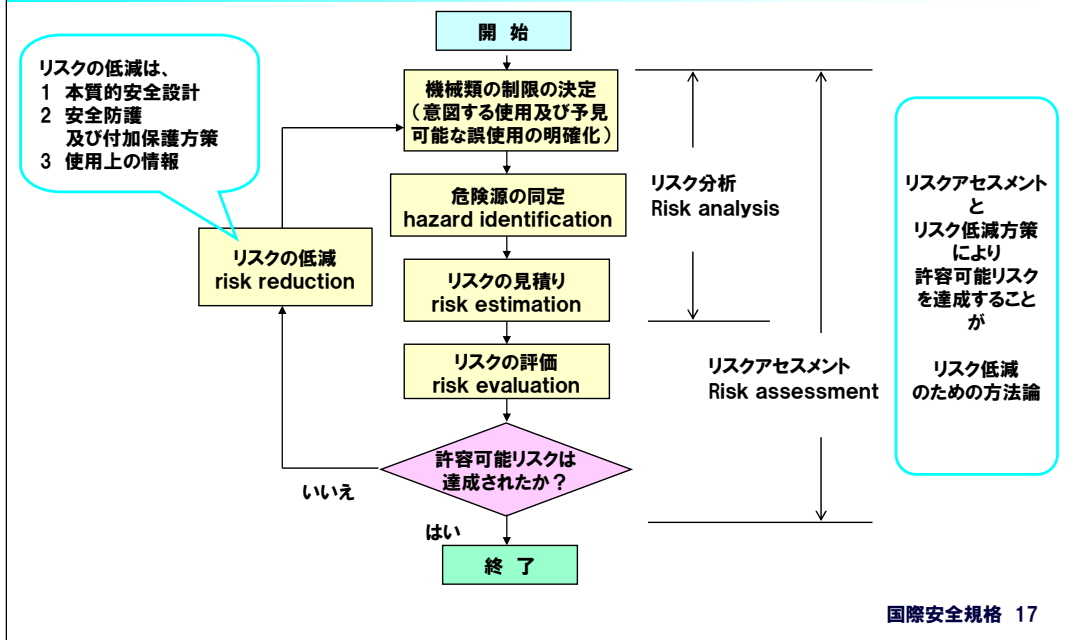 開 始
リスクの低減は、
1 本質的安全設計
2 安全防護
及び付加保護方策
3 使用上の情報
機械類の制限の決定
(意図する使用及び予見
可能な誤使用の明確化)
危険源の同定
hazard identification
リスク分析
Risk analysis
リスクの低減
risk reduction
リスクの見積り
risk estimation
リスクの評価
risk evaluation
リスクアセスメント
Risk assessment
許容可能リスクは
達成されたか?
いいえ
はい
終 了
リスクアセスメント
と
リスク低減方策
により
許容可能リスク
を達成すること
が
リスク低減
のための方法論
国際安全規格 17